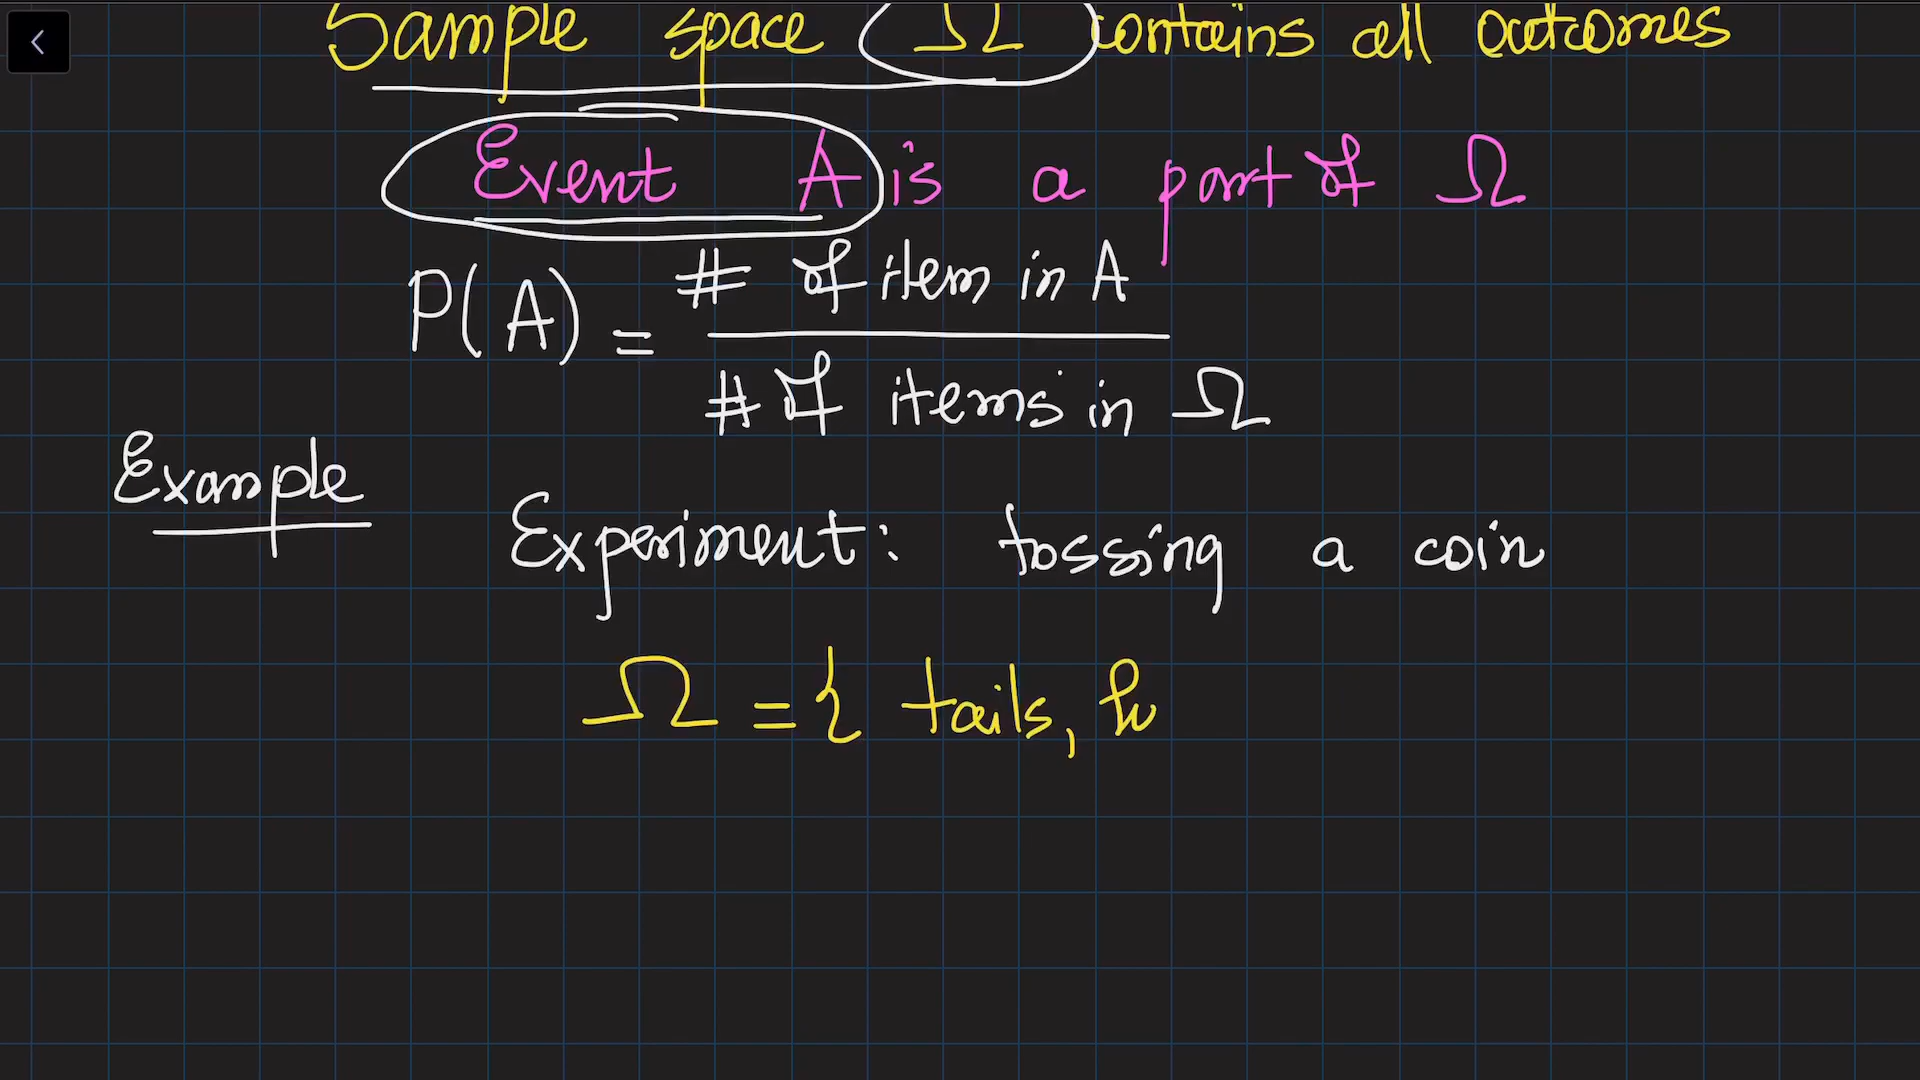 Sample space Ω contains all outcomes
Event A is a part of Ω
P(A) = # of item in A
# of items in Ω
Example
Experiment: tossing a coin
Ω = { tails, he